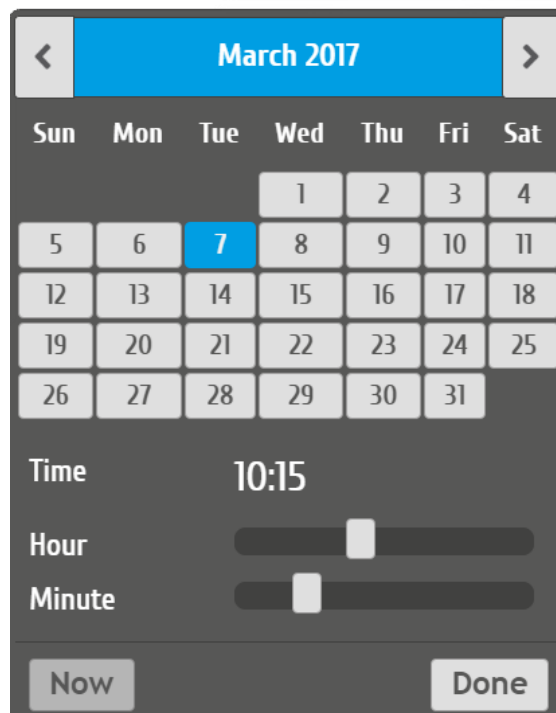 March 2017
Sun Mon Tue Wed Thu Fri Sat
1 2 3 4
5 6 7 8 9 10 11
12 13 14 15 16 17 18
19 20 21 22 23 24 25
26 27 28 29 30 31
Time 10:15
Hour
Minute
Now Done